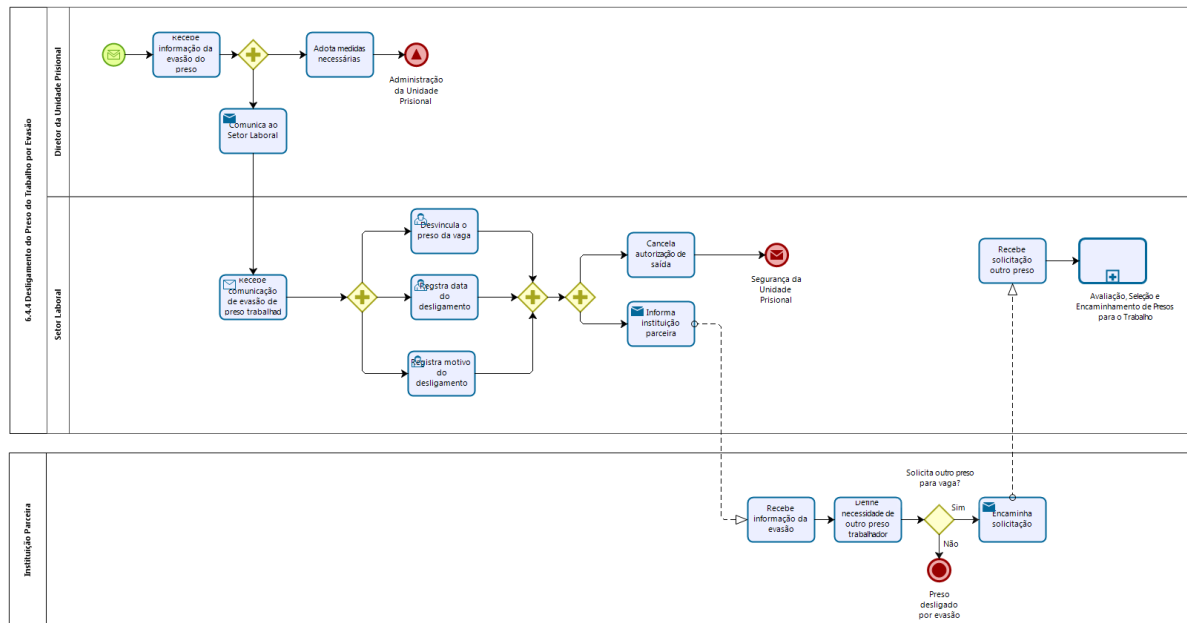 6.4.4 Desligamento do Preso do Trabalho por Evasão
Diretor da Unidade Prisional
Recebe
informação da
evasão do
preso
Adota medidas
necessárias
Administração
da Unidade
Prisional
Comunica ao
Setor Laboral
Setor Laboral
Recebe
comunicação
de evasão de
preso trabalhad
Desvincula o
preso da vaga
Registra data do
desligamento
Registra motivo
do
desligamento
Cancela
autorização de
saída
Segurança da
Unidade
Prisional
Informa
instituição
parceira
Recebe
solicitação
outro preso
Avaliação, Seleção e
Encaminhamento de Presos
para o Trabalho
Instituição Parceira
Recebe
informação da
evasão
Define
necessidade de
outro preso
trabalhador
Solicita outro preso
para vaga?
Sim
Não
Encaminha
solicitação
Preso
desligado
por evasão